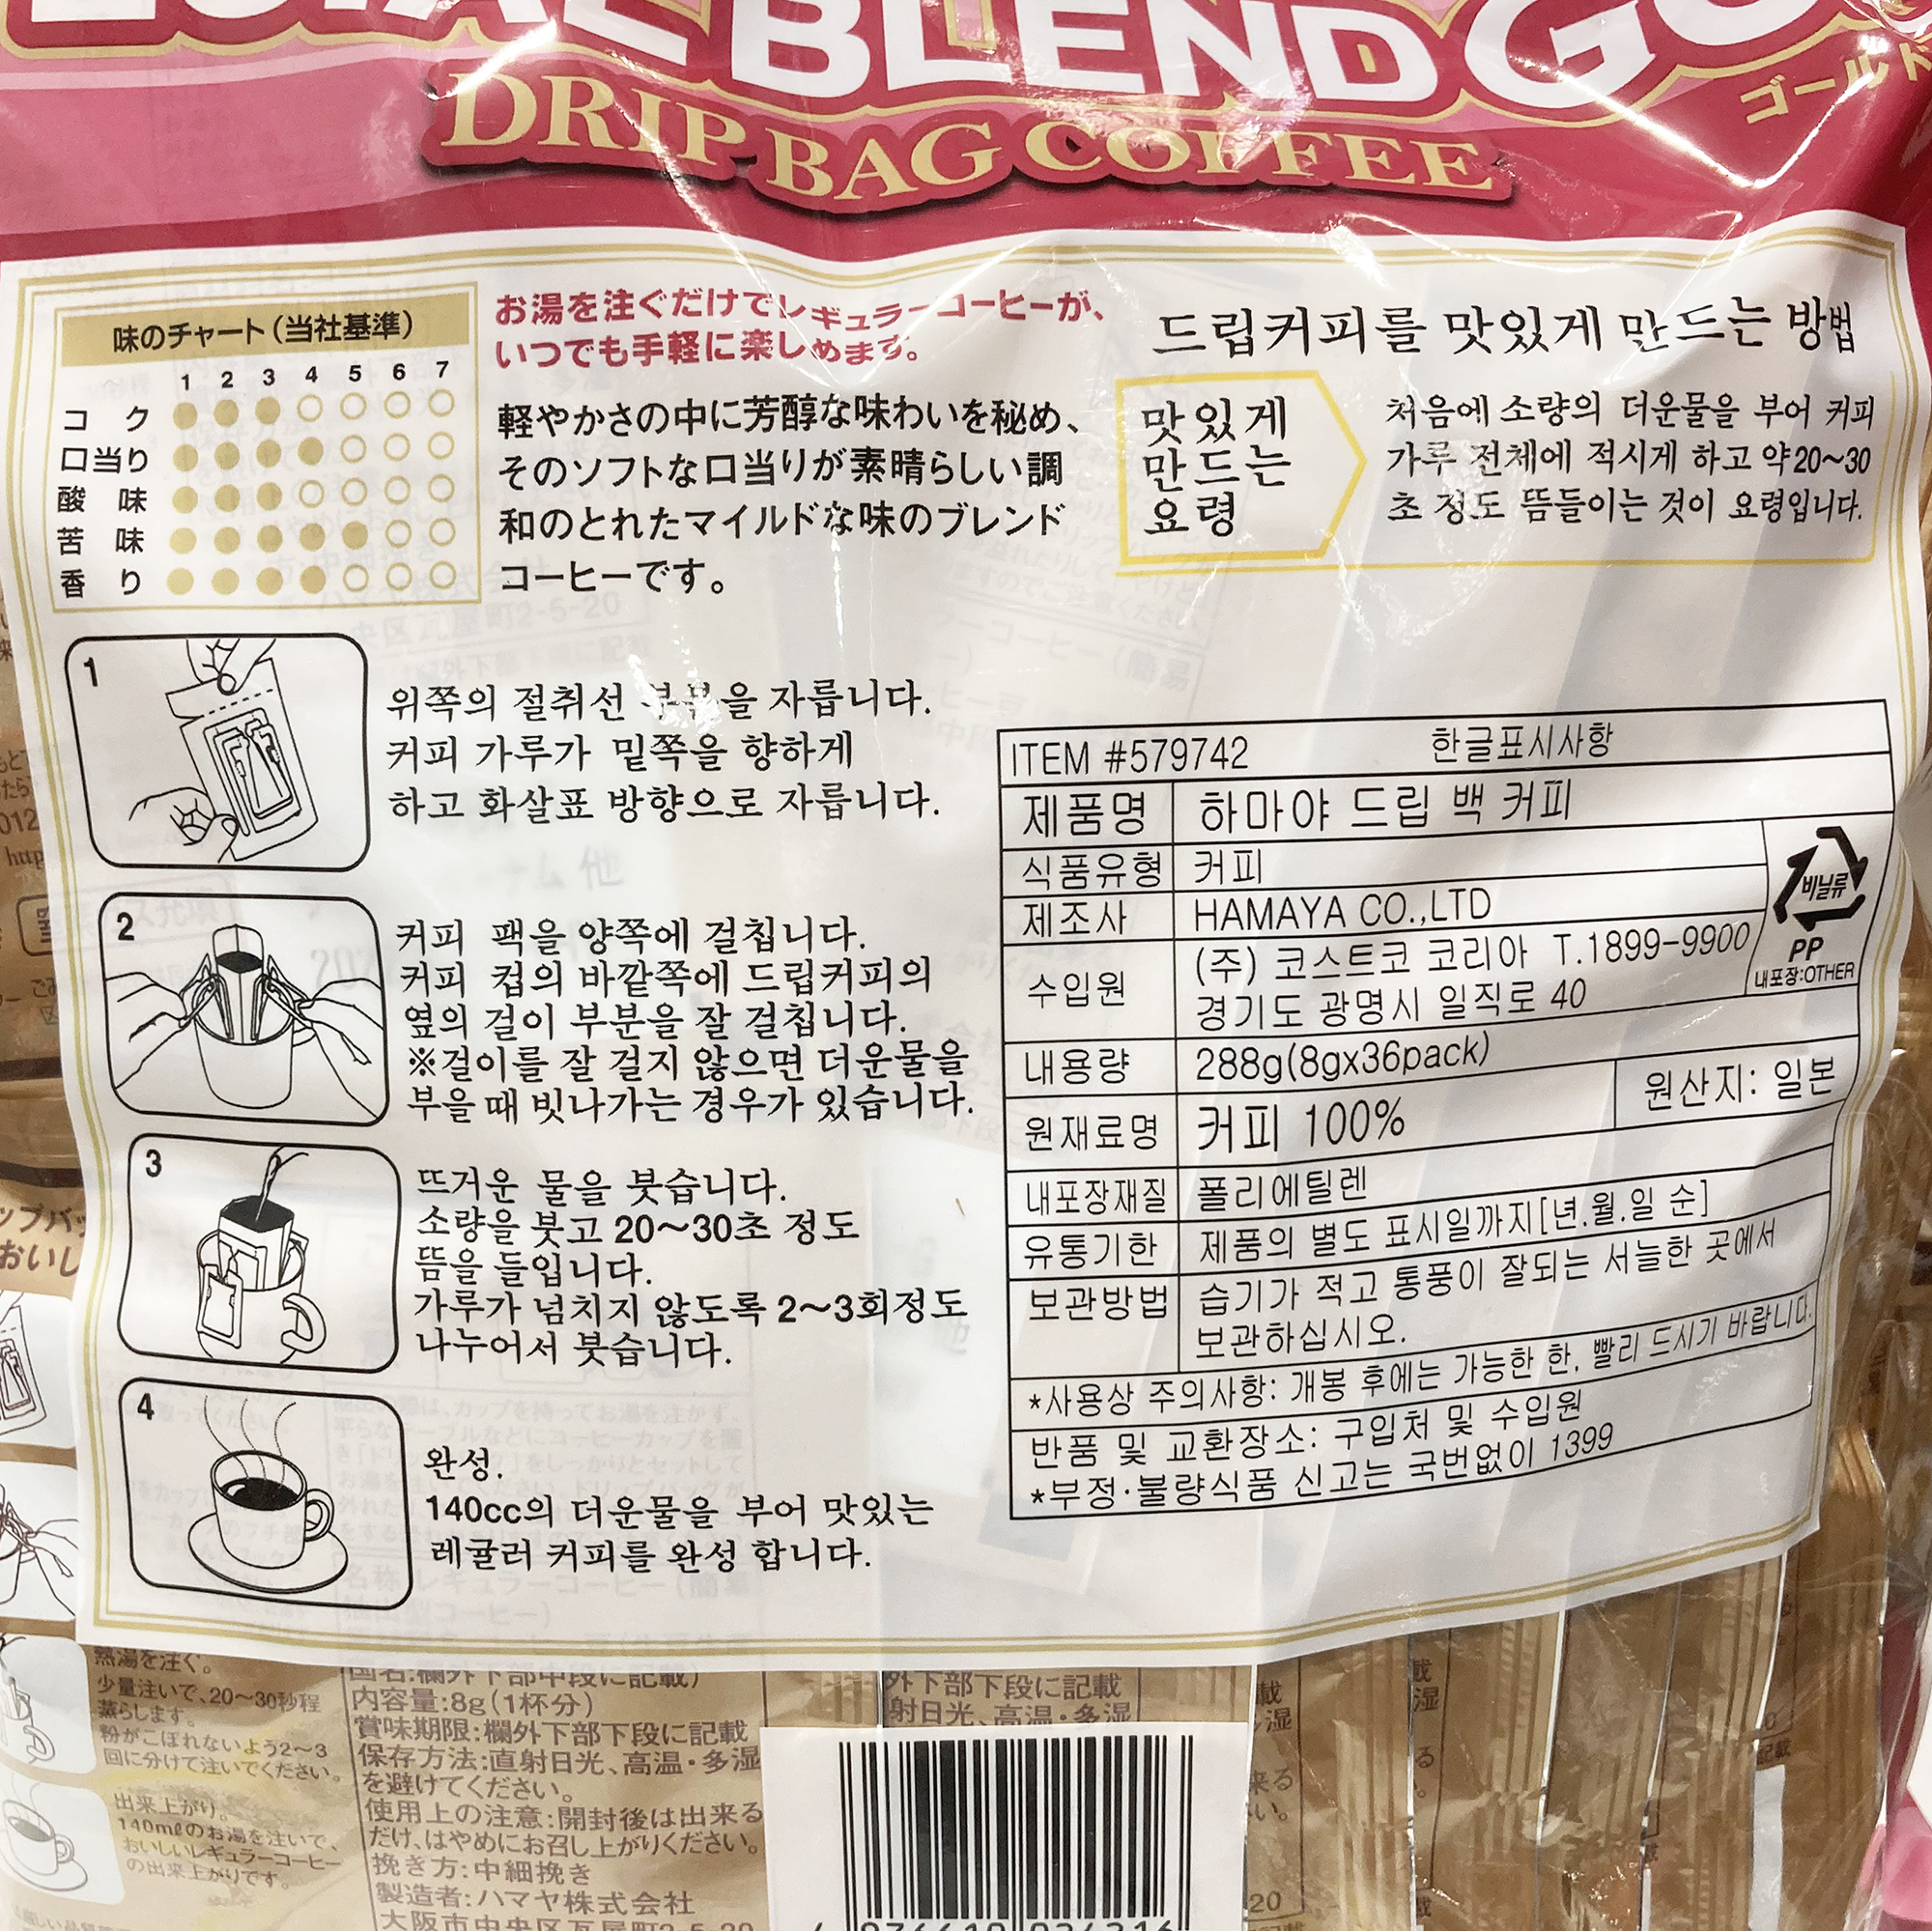 BLEND
DRIP BAG COFFEE
ゴールド
味のチャート(当社基準)
1 2 3 4 5 6 7
コク
口当り
酸味
苦味
香り
お湯を注ぐだけでレギュラーコーヒーが、
いつでも手軽に楽しめます。
軽やかさの中に芳醇な味わいを秘め、
そのソフトな口当りが素晴らしい調
和のとれたマイルドな味のブレンド
コーヒーです。
드립커피를 맛있게 만드는 방법
맛있게
만드는
요령
처음에 소량의 더운물을 부어 커피
가루 전체에 적시게 하고 약20~30
초 정도 뜸들이는 것이 요령입니다.
1
위쪽의 절취선 부분을 자릅니다.
커피 가루가 밑쪽을 향하게
하고 화살표 방향으로 자릅니다.
2
커피 팩을 양쪽에 걸칩니다.
커피 컵의 바깥쪽에 드립커피의
옆의 걸이 부분을 잘 걸칩니다.
※걸이를 잘 걸지 않으면 더운물을
부을 때 빗나가는 경우가 있습니다.
3
뜨거운 물을 붓습니다.
소량을 붓고 20~30초 정도
뜸을 들입니다.
가루가 넘치지 않도록 2~3회정도
나누어서 붓습니다.
4
완성.
140cc의 더운물을 부어 맛있는
레귤러 커피를 완성 합니다.
ITEM #579742 한글표시사항
제품명 하마야 드립 백 커피
식품유형 커피
제조사 HAMAYA CO.,LTD
수입원 (주) 코스트코 코리아 T.1899-9900
경기도 광명시 일직로 40
비닐류
PP
내포장:OTHER
내용량 288g(8gx36pack)
원재료명 커피 100% 원산지: 일본
내포장재질 폴리에틸렌
유통기한 제품의 별도 표시일까지[년.월.일 순]
보관방법 습기가 적고 통풍이 잘되는 서늘한 곳에서
보관하십시오.
*사용상 주의사항: 개봉 후에는 가능한 한, 빨리 드시기 바랍니다.
반품 및 교환장소: 구입처 및 수입원
*부정·불량식품 신고는 국번없이 1399
熱湯を注ぐ。
少量注いで、20~30秒程
蒸らします。
粉がこぼれないよう2~3
回に分けて注いでください。
出来上がり。
140mlのお湯を注いで、
おいしいレギュラーコーヒー
の出来上がりです。
国名:欄外下部中段に記載)
内容量:8g(1杯分)
賞味期限:欄外下部下段に記載
保存方法:直射日光、高温・多湿
を避けてください。
使用上の注意:開封後は出来る
だけ、はやめにお召し上がりください。
挽き方:中細挽き
製造者:ハマヤ株式会社
外下部下段に記載
射日光、高温・多湿